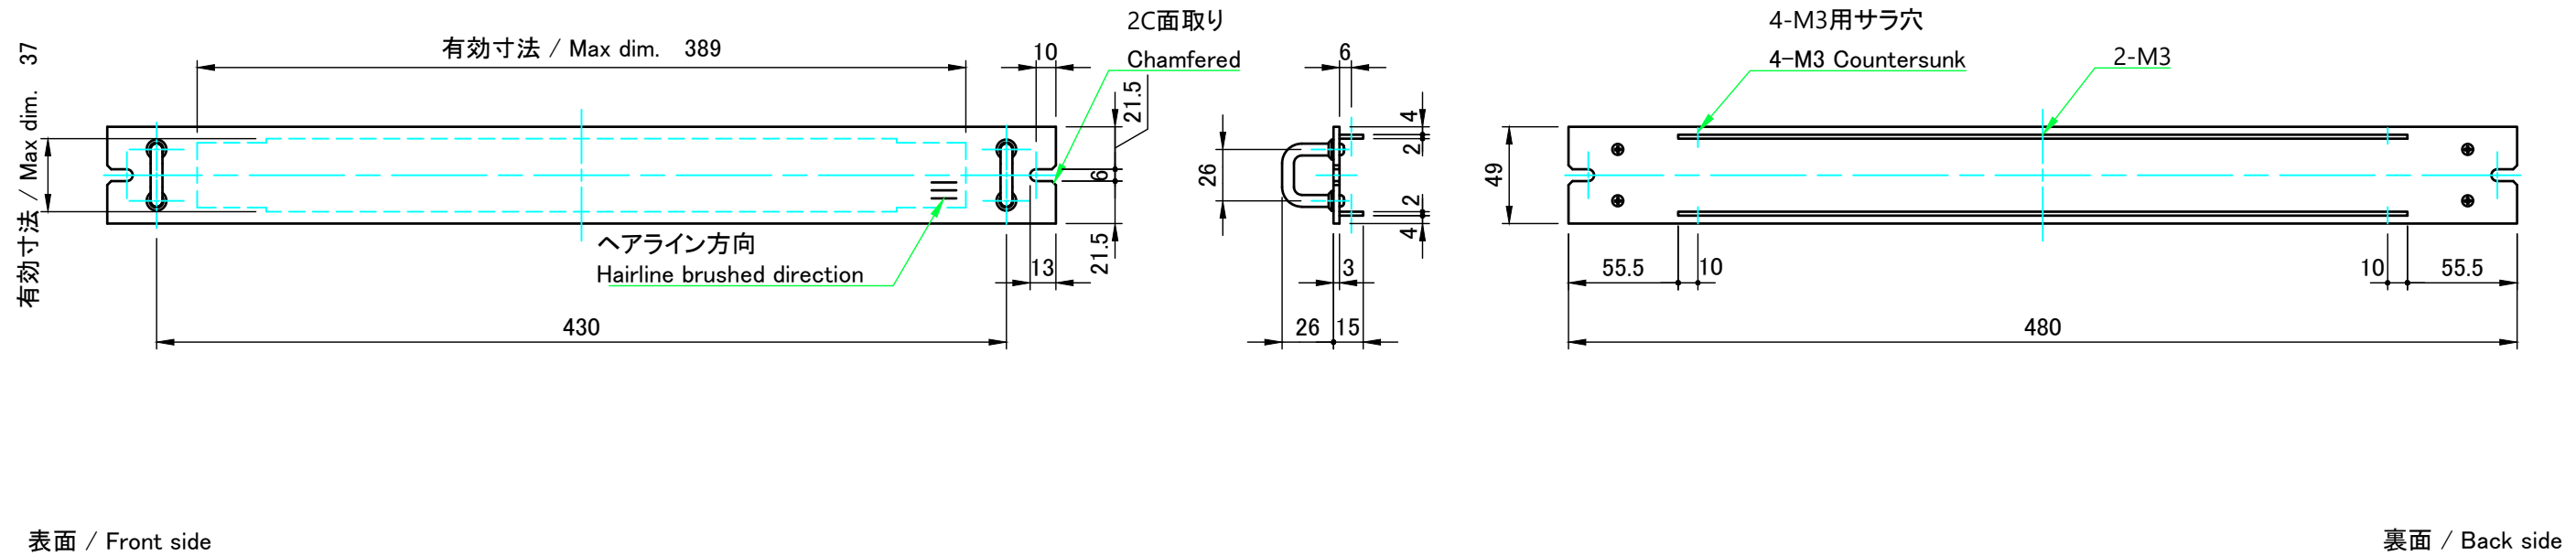 有効寸法 / Max dim. 37
有効寸法 / Max dim. 389
10
2C面取り
Chamfered
21.5
6
21.5
13
ヘアライン方向
Hairline brushed direction
430
6
4
2
26
2
4
3
26
15
4-M3用サラ穴
4-M3 Countersunk
2-M3
49
55.5
10
10
55.5
480
表面 / Front side
裏面 / Back side